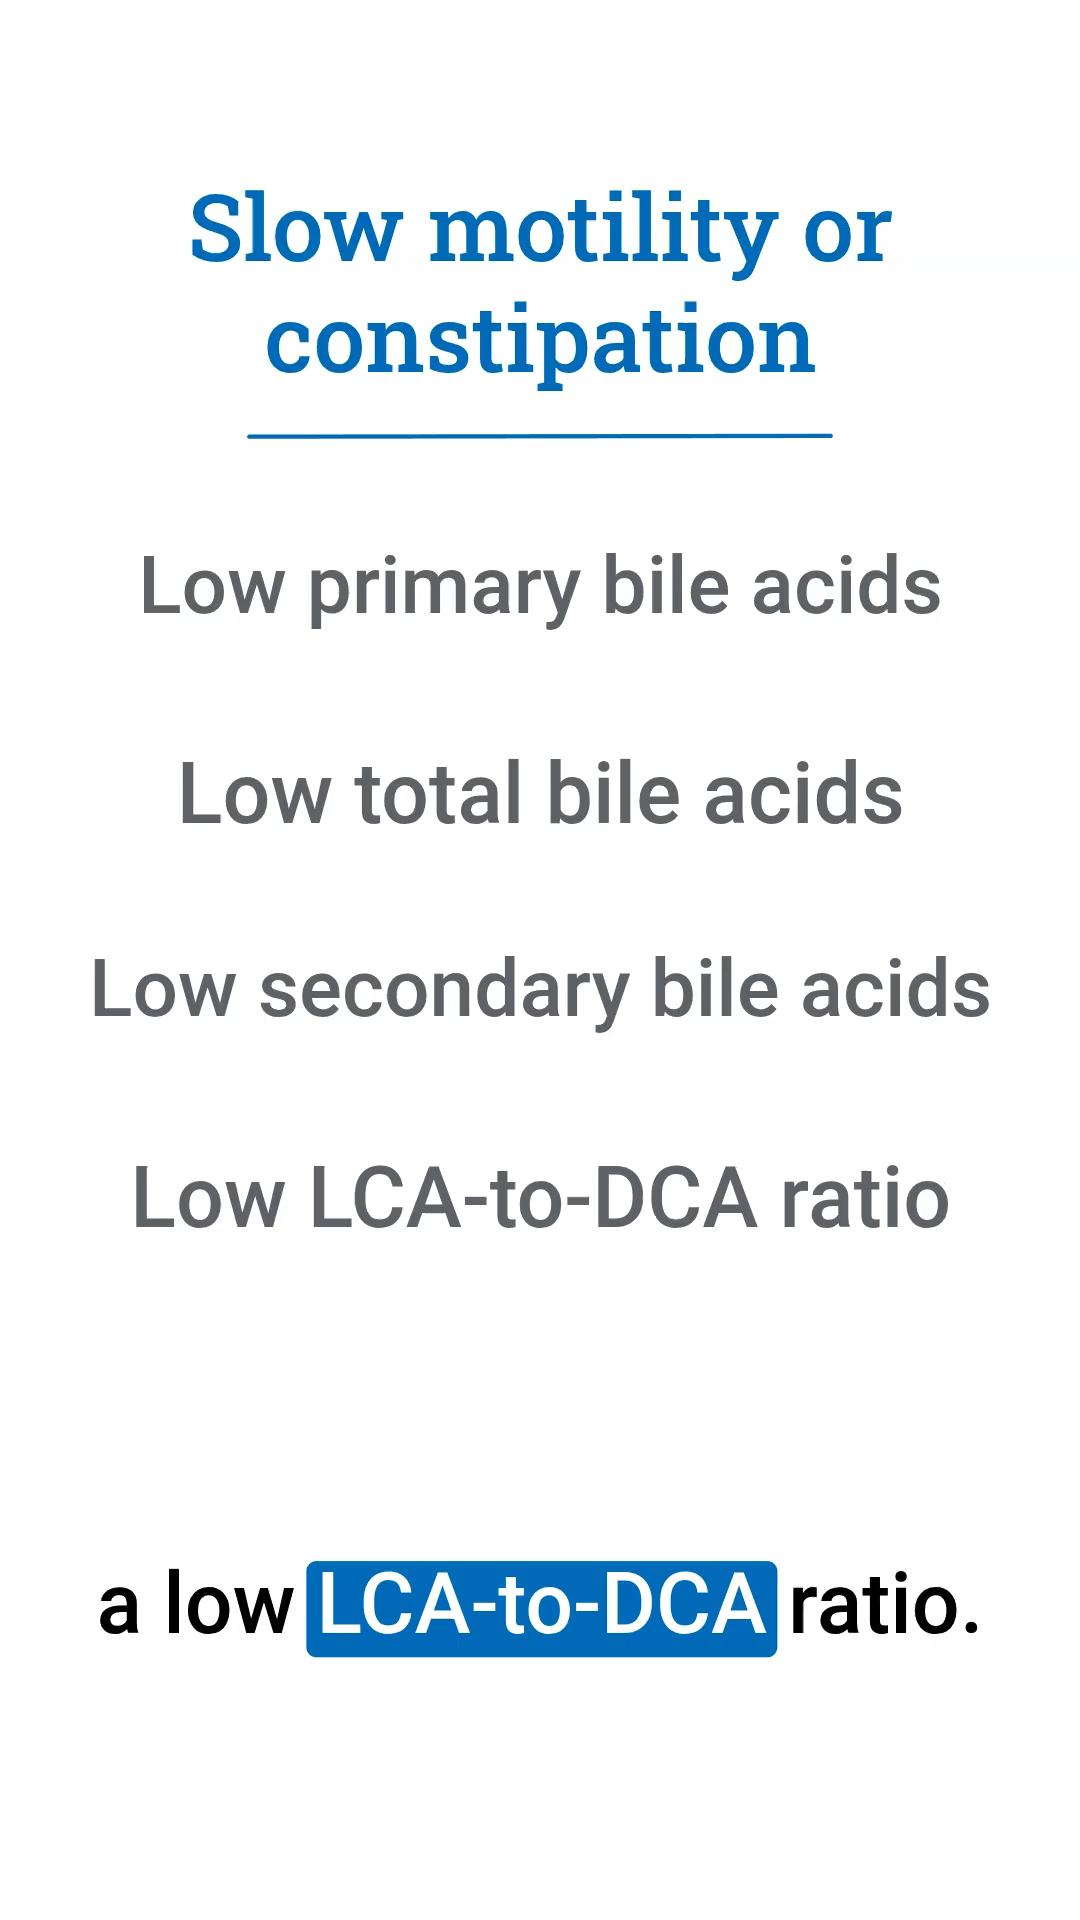 Slow motility or
constipation
Low primary bile acids
Low total bile acids
Low secondary bile acids
Low LCA-to-DCA ratio
a low LCA-to-DCA ratio.